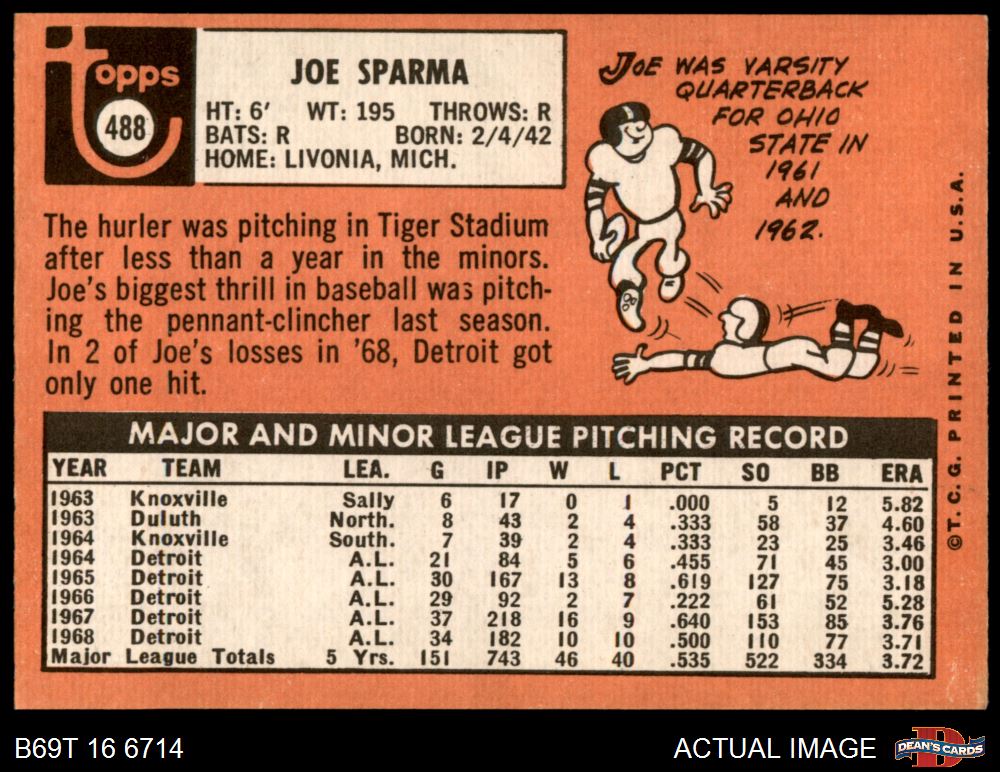 topps
488
JOE SPARMA
HT: 6' WT: 195 THROWS: R
BATS: R BORN: 2/4/42
HOME: LIVONIA, MICH.
The hurler was pitching in Tiger Stadium
after less than a year in the minors.
Joe's biggest thrill in baseball was pitch-
ing the pennant-clincher last season.
In 2 of Joe's losses in '68, Detroit got
only one hit.
JOE WAS VARSITY
QUARTERBACK
FOR OHIO
STATE IN
1961
AND
1962.
MAJOR AND MINOR LEAGUE PITCHING RECORD
YEAR TEAM LEA. G IP W L PCT SO BB ERA
1963 Knoxville Sally 6 17 0 1 .000 5 12 5.82
1963 Duluth North. 8 43 2 4 .333 58 37 4.60
1964 Knoxville South. 7 39 2 4 .333 23 25 3.46
1964 Detroit A.L. 21 84 5 6 .455 71 45 3.00
1965 Detroit A.L. 30 167 13 8 .619 127 75 3.18
1966 Detroit A.L. 29 92 2 7 .222 61 52 5.28
1967 Detroit A.L. 37 218 16 9 .640 153 85 3.76
1968 Detroit A.L. 34 182 10 10 .500 110 77 3.71
Major League Totals 5 Yrs. 151 743 46 40 .535 522 334 3.72
©T.C.G. PRINTED IN U.S.A.
B69T 16 6714
ACTUAL IMAGE
D
DEAN'S CARDS